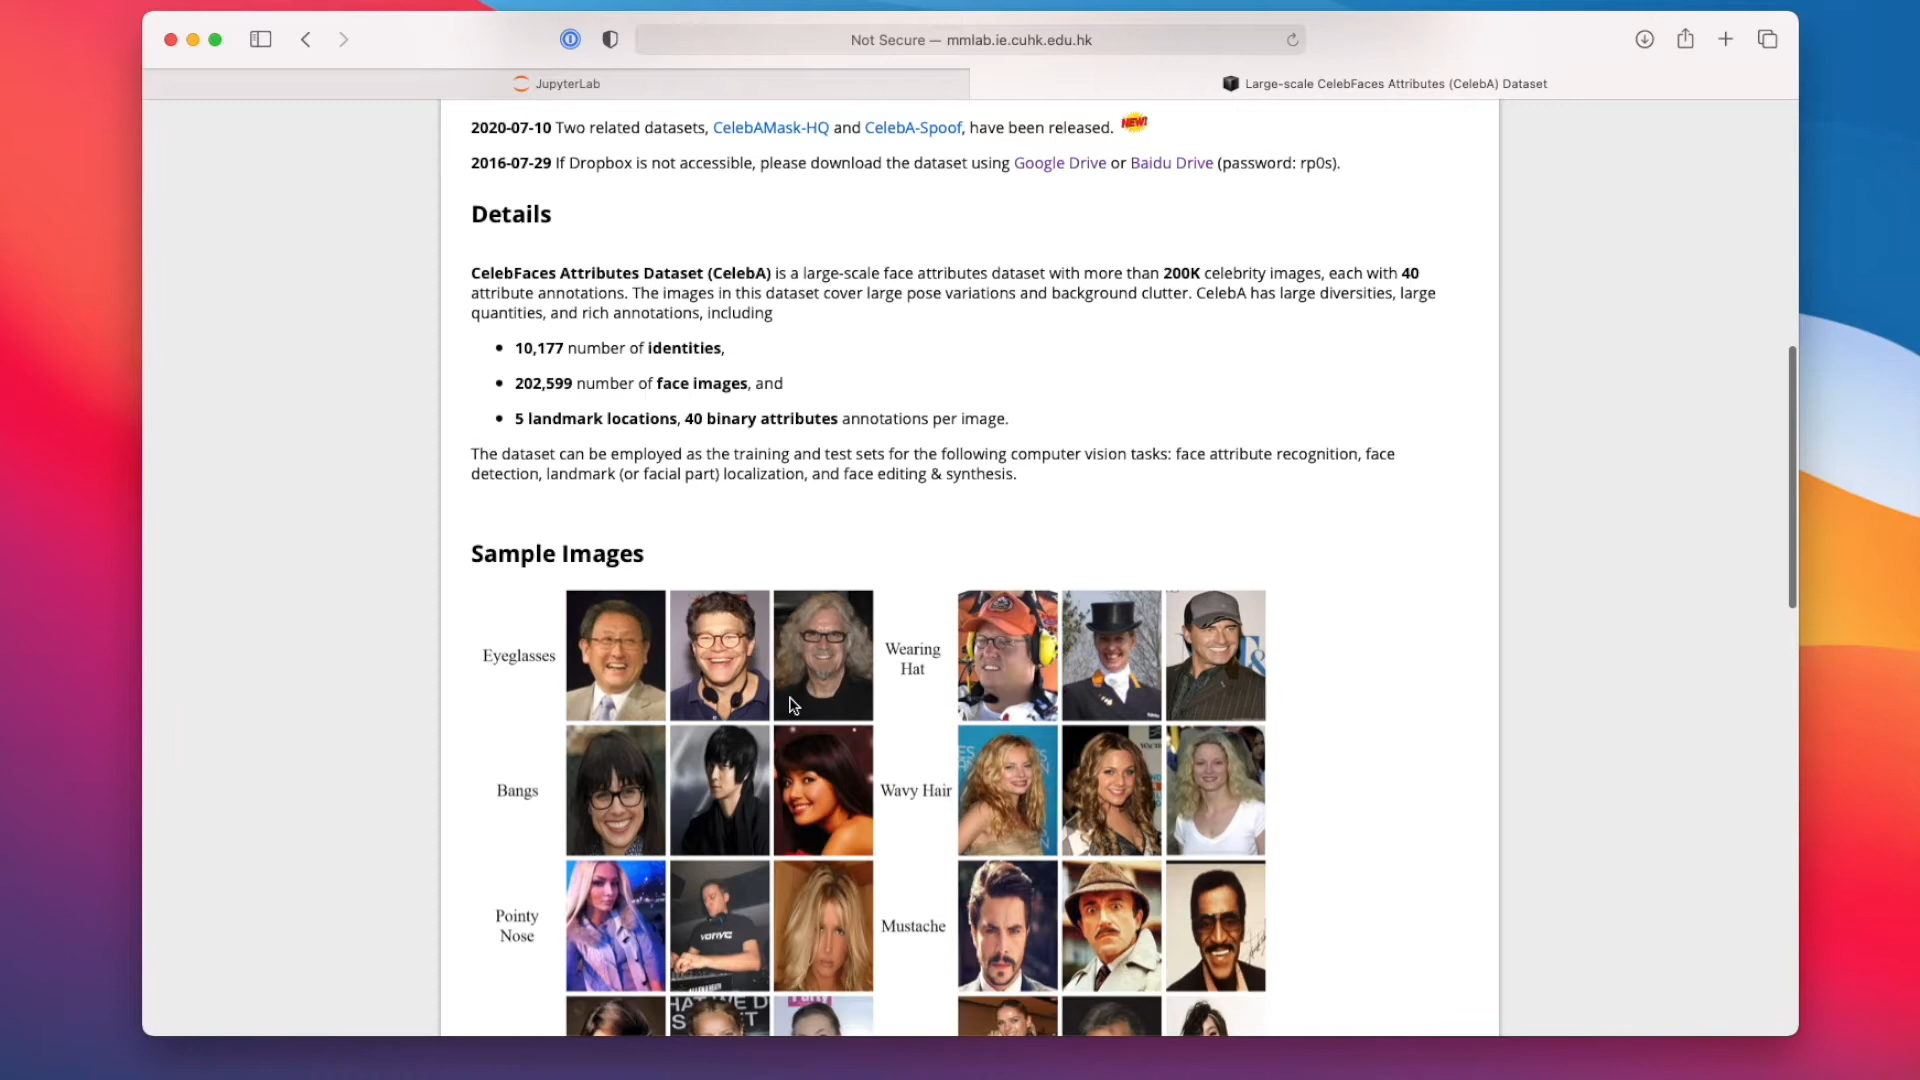 Not Secure — mmlab.ie.cuhk.edu.hk
JupyterLab
Large-scale CelebFaces Attributes (CelebA) Dataset
2020-07-10 Two related datasets, CelebAMask-HQ and CelebA-Spoof, have been released. NEW!
2016-07-29 If Dropbox is not accessible, please download the dataset using Google Drive or Baidu Drive (password: rp0s).
Details
CelebFaces Attributes Dataset (CelebA) is a large-scale face attributes dataset with more than 200K celebrity images, each with 40
attribute annotations. The images in this dataset cover large pose variations and background clutter. CelebA has large diversities, large
quantities, and rich annotations, including
• 10,177 number of identities,
• 202,599 number of face images, and
• 5 landmark locations, 40 binary attributes annotations per image.
The dataset can be employed as the training and test sets for the following computer vision tasks: face attribute recognition, face
detection, landmark (or facial part) localization, and face editing & synthesis.
Sample Images
Eyeglasses
Wearing
Hat
Bangs
Wavy Hair
Pointy
Nose
Mustache